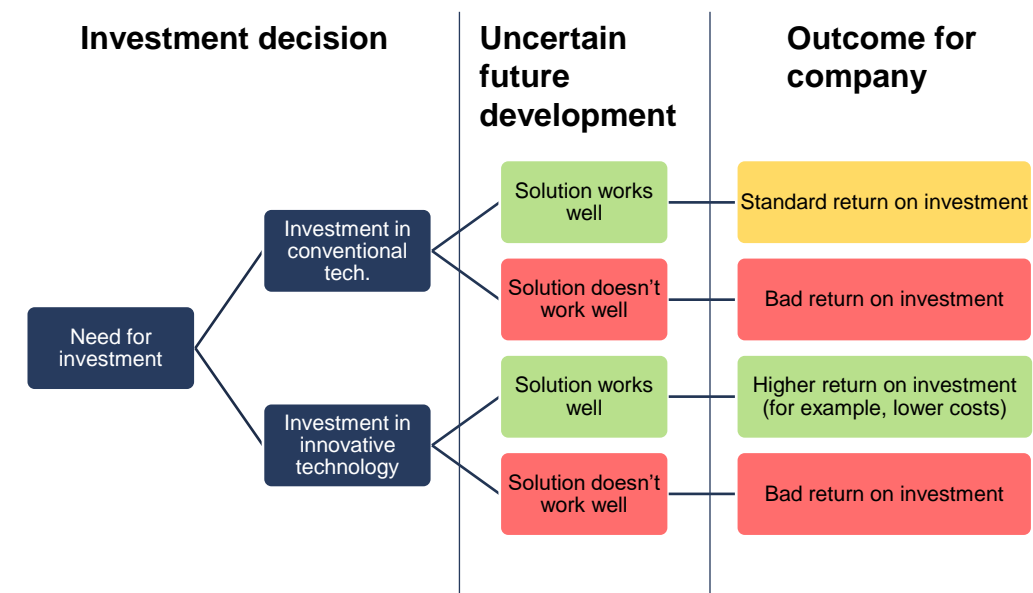 Investment decision
Uncertain
future
development
Outcome for
company
Need for
investment
Investment in
conventional
tech.
Investment in
innovative
technology
Solution works
well
Solution doesn't
work well
Solution works
well
Solution doesn't
work well
Standard return on investment
Bad return on investment
Higher return on investment
(for example, lower costs)
Bad return on investment